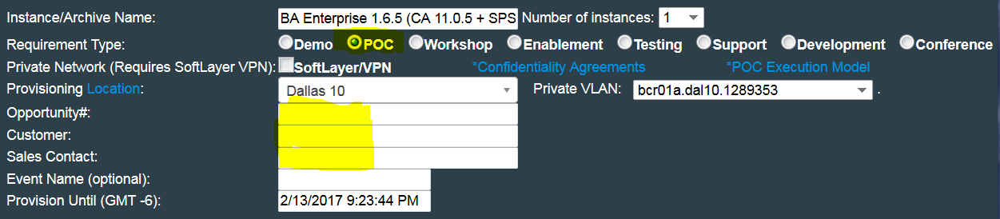 Instance/Archive Name: BA Enterprise 1.6.5 (CA 11.0.5 + SPS Number of instances: 1
Requirement Type: Demo POC Workshop Enablement Testing Support Development Conference
Private Network (Requires SoftLayer VPN): SoftLayer/VPN *Confidentiality Agreements *POC Execution Model
Provisioning Location: Dallas 10 Private VLAN: bcr01a.dal10.1289353 .
Opportunity#:
Customer:
Sales Contact:
Event Name (optional):
Provision Until (GMT -6): 2/13/2017 9:23:44 PM